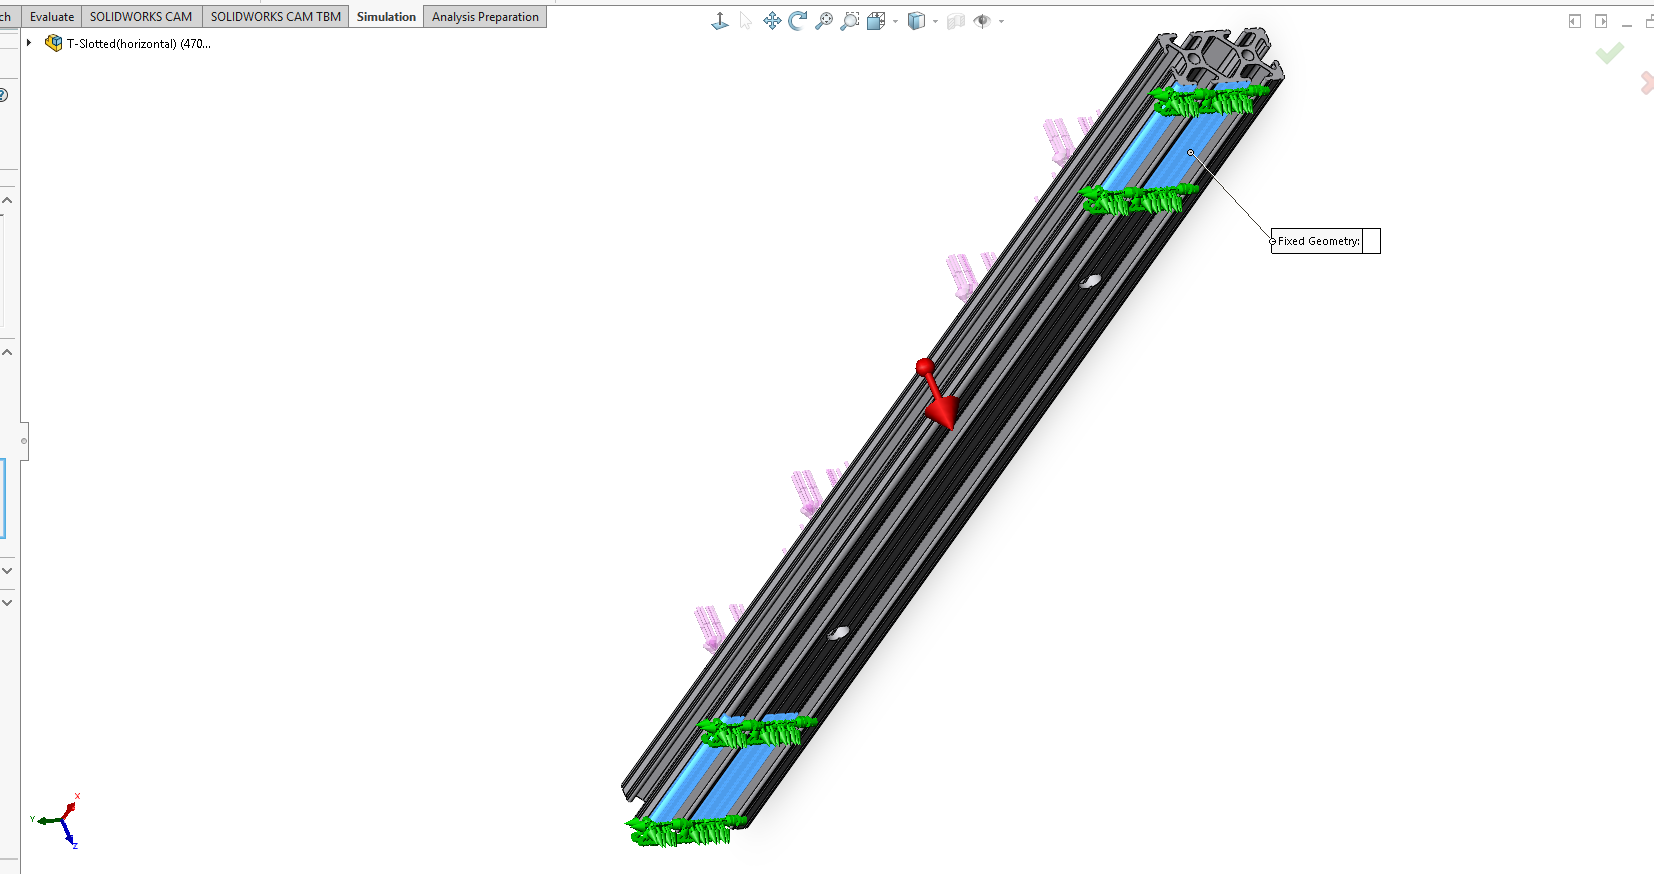 ch Evaluate SOLIDWORKS CAM SOLIDWORKS CAM TBM Simulation Analysis Preparation
T-Slotted(horizontal) (470...
Fixed Geometry:
X
Y
Z